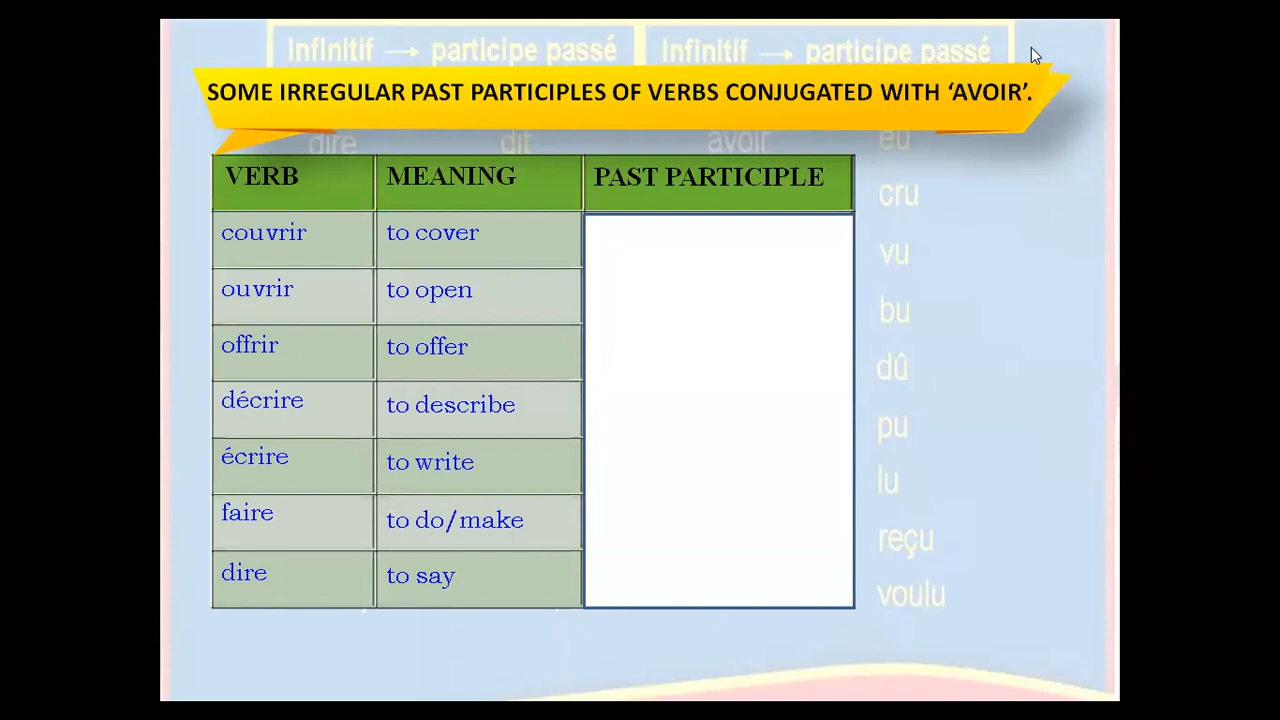 Infinitif → participe passé Infinitif → participe passé
SOME IRREGULAR PAST PARTICIPLES OF VERBS CONJUGATED WITH ‘AVOIR’.
dire dit avoir eu
VERB MEANING PAST PARTICIPLE
cru
couvrir to cover
vu
ouvrir to open
bu
offrir to offer
dû
décrire to describe
pu
écrire to write
lu
faire to do/make
reçu
dire to say
voulu